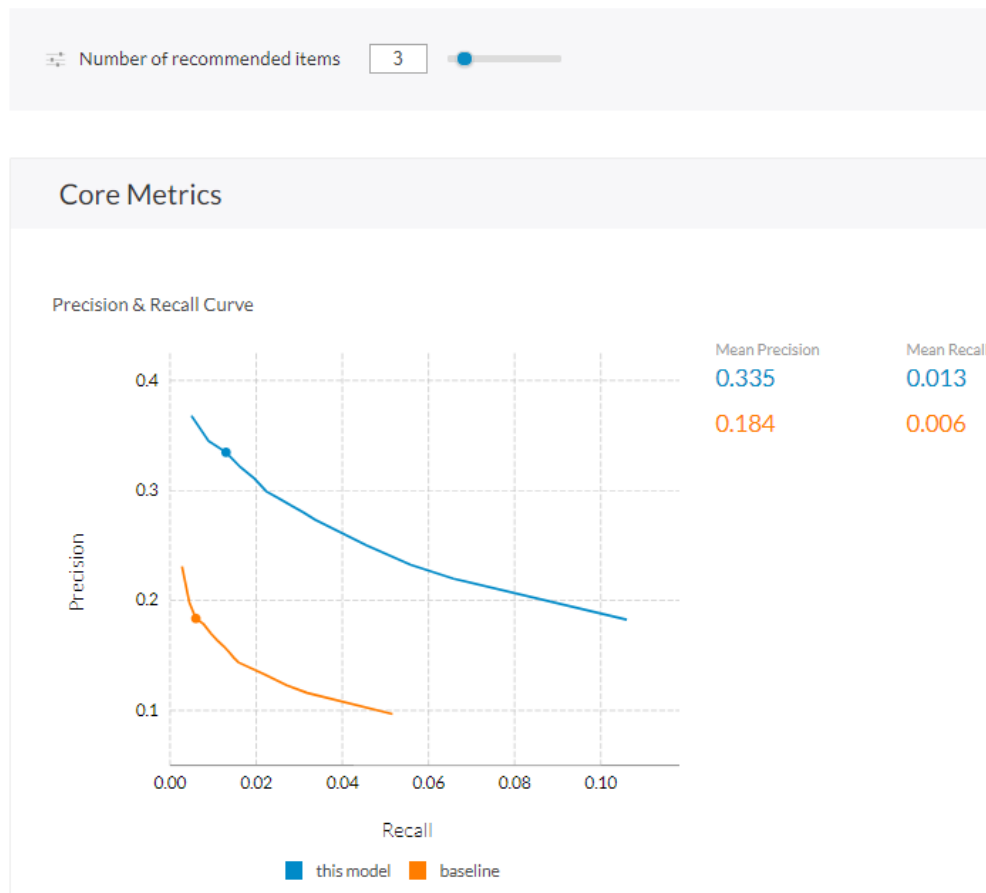 Number of recommended items 3
Core Metrics
Precision & Recall Curve
Mean Precision Mean Recall
0.335 0.013
0.184 0.006
0.4
0.3
0.2
0.1
Precision
0.00 0.02 0.04 0.06 0.08 0.10
Recall
this model baseline